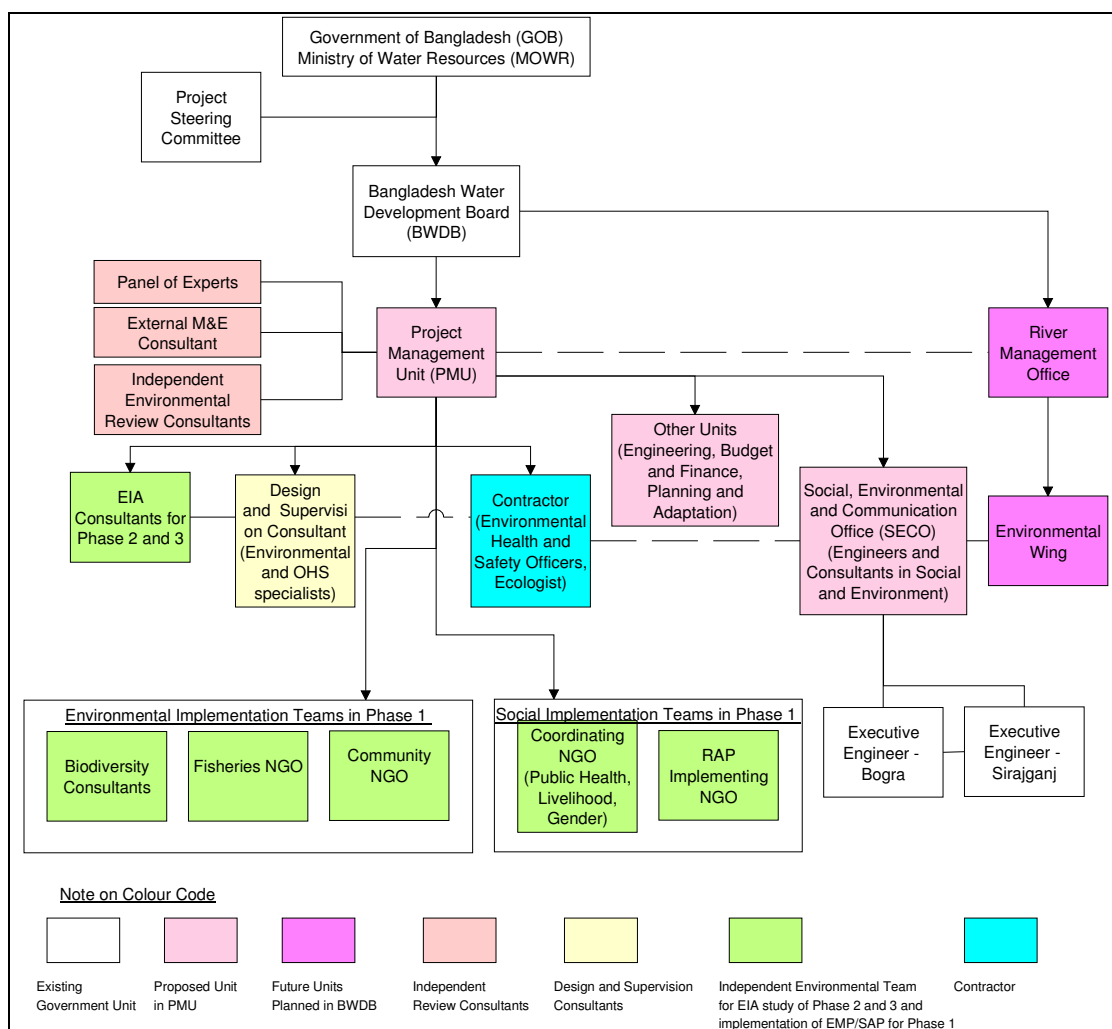 Government of Bangladesh (GOB)
Ministry of Water Resources (MOWR)
Project
Steering
Committee
Bangladesh Water
Development Board
(BWDB)
Panel of Experts
External M&E
Consultant
Independent
Environmental
Review Consultants
Project
Management
Unit (PMU)
River
Management
Office
Other Units
(Engineering, Budget
and Finance,
Planning and
Adaptation)
EIA
Consultants for
Phase 2 and 3
Design
and Supervisi
on Consultant
(Environmental
and OHS
specialists)
Contractor
(Environmental
Health and
Safety Officers,
Ecologist)
Social, Environmental
and Communication
Office (SECO)
(Engineers and
Consultants in Social
and Environment)
Environmental
Wing
Environmental Implementation Teams in Phase 1
Biodiversity
Consultants
Fisheries NGO
Community
NGO
Social Implementation Teams in Phase 1
Coordinating
NGO
(Public Health,
Livelihood,
Gender)
RAP
Implementing
NGO
Executive
Engineer -
Bogra
Executive
Engineer -
Sirajganj
Note on Colour Code
Existing
Government Unit
Proposed Unit
in PMU
Future Units
Planned in BWDB
Independent
Review Consultants
Design and Supervision
Consultants
Independent Environmental Team
for EIA study of Phase 2 and 3 and
implementation of EMP/SAP for Phase 1
Contractor